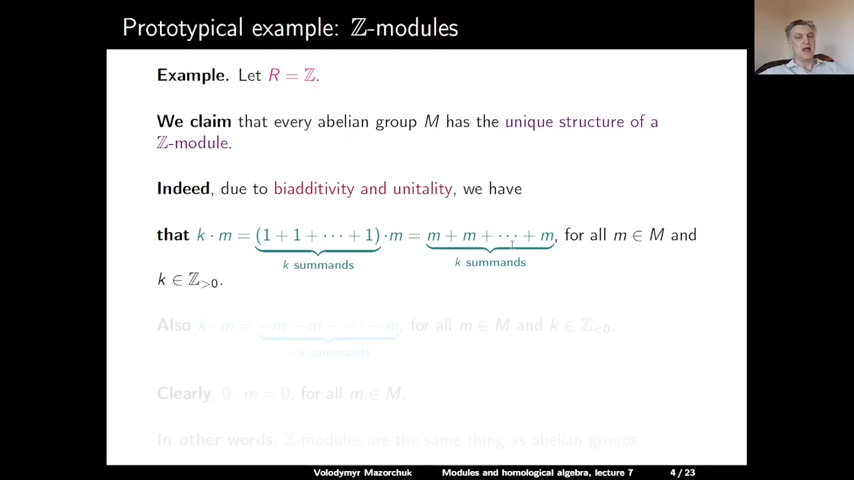 Prototypical example: ℤ-modules
Example. Let R = ℤ.
We claim that every abelian group M has the unique structure of a
ℤ-module.
Indeed, due to biadditivity and unitality, we have
that k · m = (1 + 1 + ··· + 1) · m = m + m + ··· + m, for all m ∈ M and
k summands k summands
k ∈ ℤ>0.
Also k · m = −m − m − ··· − m, for all m ∈ M and k ∈ ℤ<0.
−k summands
Clearly, 0 · m = 0, for all m ∈ M.
In other words, ℤ-modules are the same thing as abelian groups.
Volodymyr Mazorchuk Modules and homological algebra, lecture 7 4 / 23